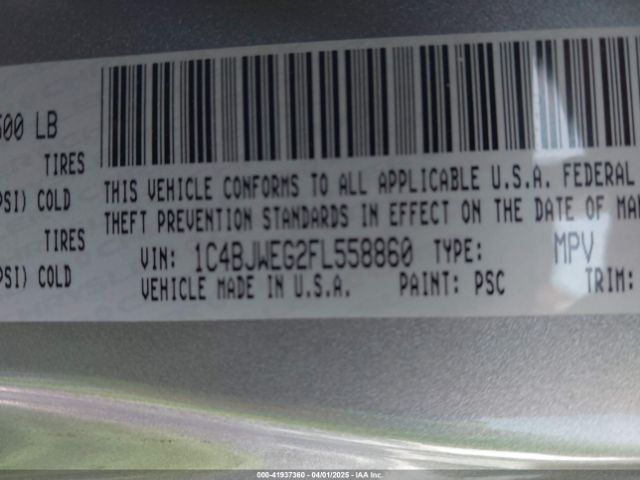 500 LB
TIRES
PSI) COLD
TIRES
PSI) COLD
THIS VEHICLE CONFORMS TO ALL APPLICABLE U.S.A. FEDERAL
THEFT PREVENTION STANDARDS IN EFFECT ON THE DATE OF MAN
VIN: 1C4BJWEG2FL558860 TYPE: MPV
VEHICLE MADE IN U.S.A. PAINT: PSC TRIM:
000-41937360 - 04/01/2025 - IAA Inc.